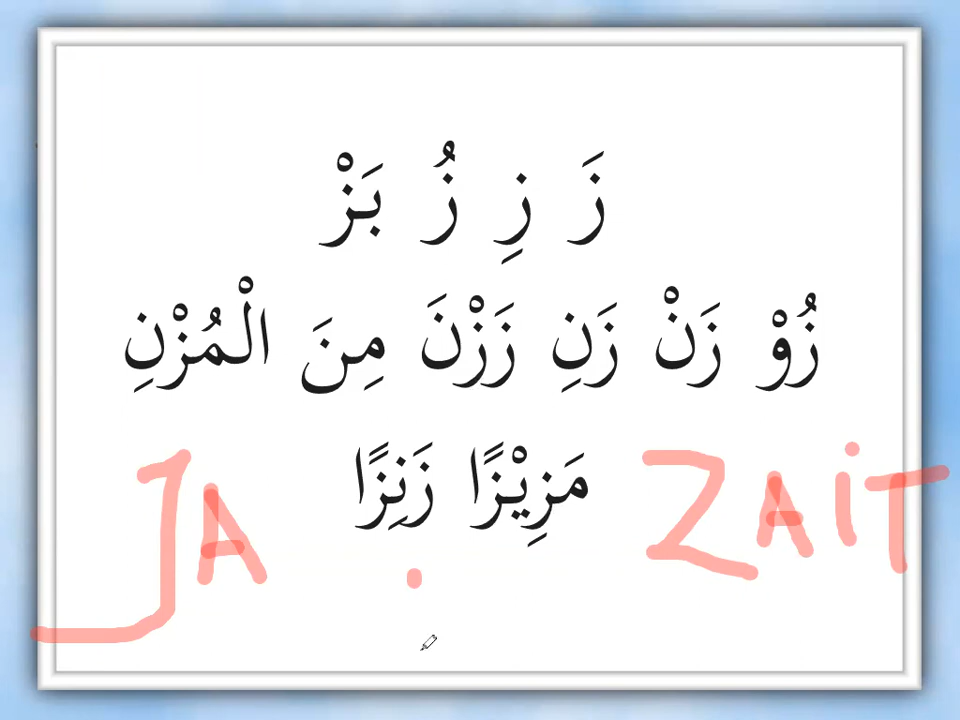 زَ زِ زُ بَزْ
زُوْ زَنْ زَنِ زَزْنَ مِنَ الْمُزْنِ
مَزِيْزًا زَنِزًا
JA . ZAiT